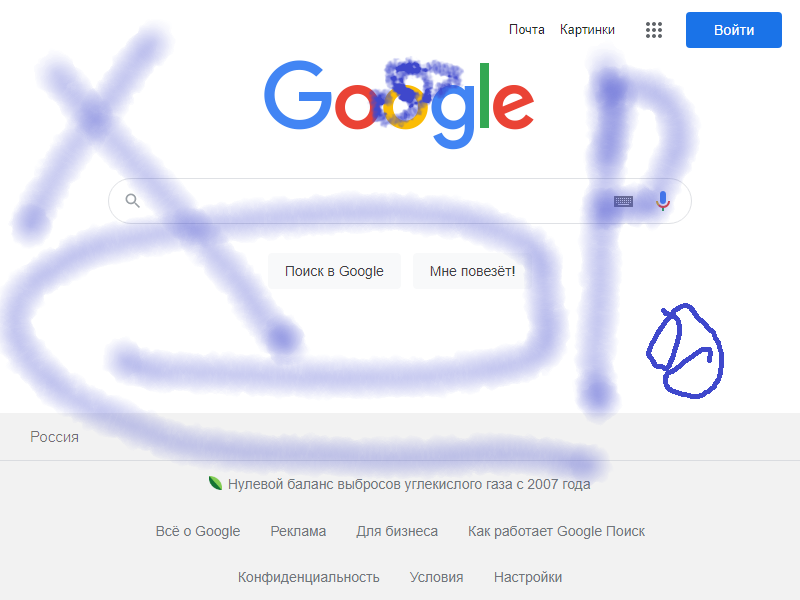 Почта Картинки Войти
Google
Х Р
Поиск в Google Мне повезёт!
Россия
Нулевой баланс выбросов углекислого газа с 2007 года
Всё о Google Реклама Для бизнеса Как работает Google Поиск
Конфиденциальность Условия Настройки